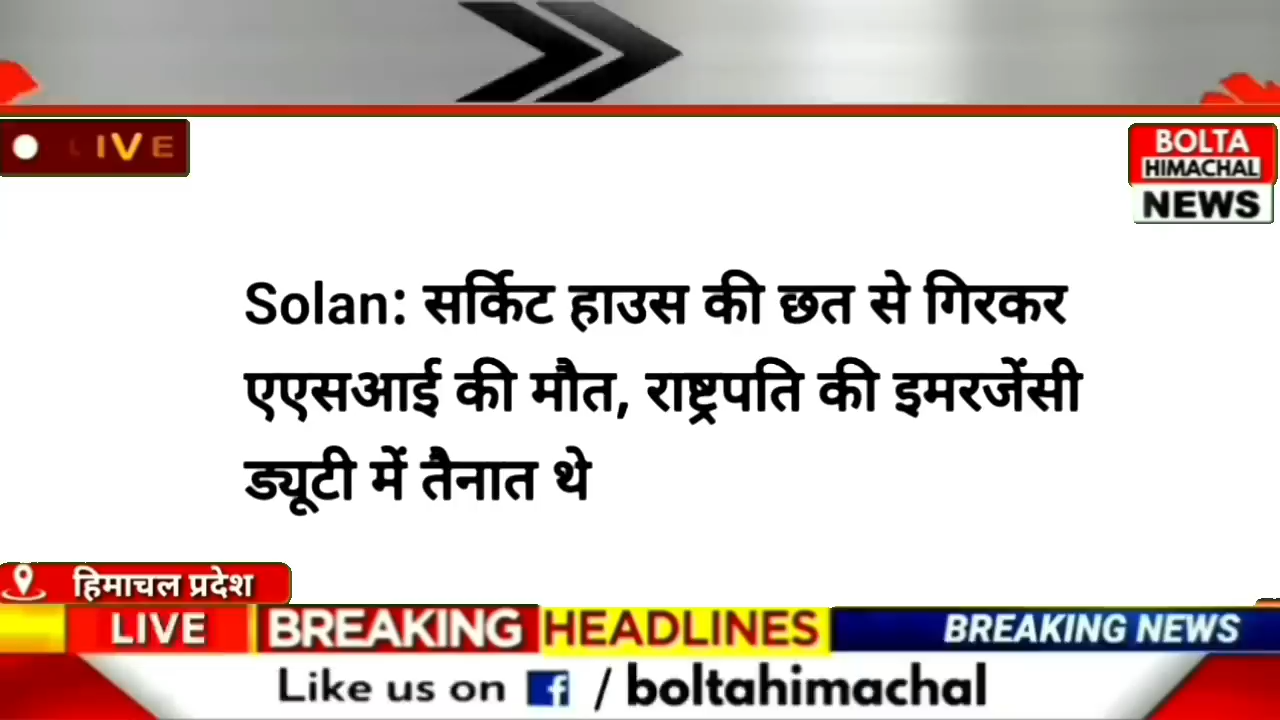 LIVE
BOLTA
HIMACHAL
NEWS
Solan: सर्किट हाउस की छत से गिरकर
एएसआई की मौत, राष्ट्रपति की इमरजेंसी
ड्यूटी में तैनात थे
हिमाचल प्रदेश
LIVE BREAKING HEADLINES BREAKING NEWS
Like us on / boltahimachal